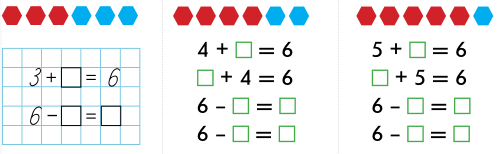 3 + □ = 6
6 − □ = □
4 + □ = 6
□ + 4 = 6
6 − □ = □
6 − □ = □
5 + □ = 6
□ + 5 = 6
6 − □ = □
6 − □ = □